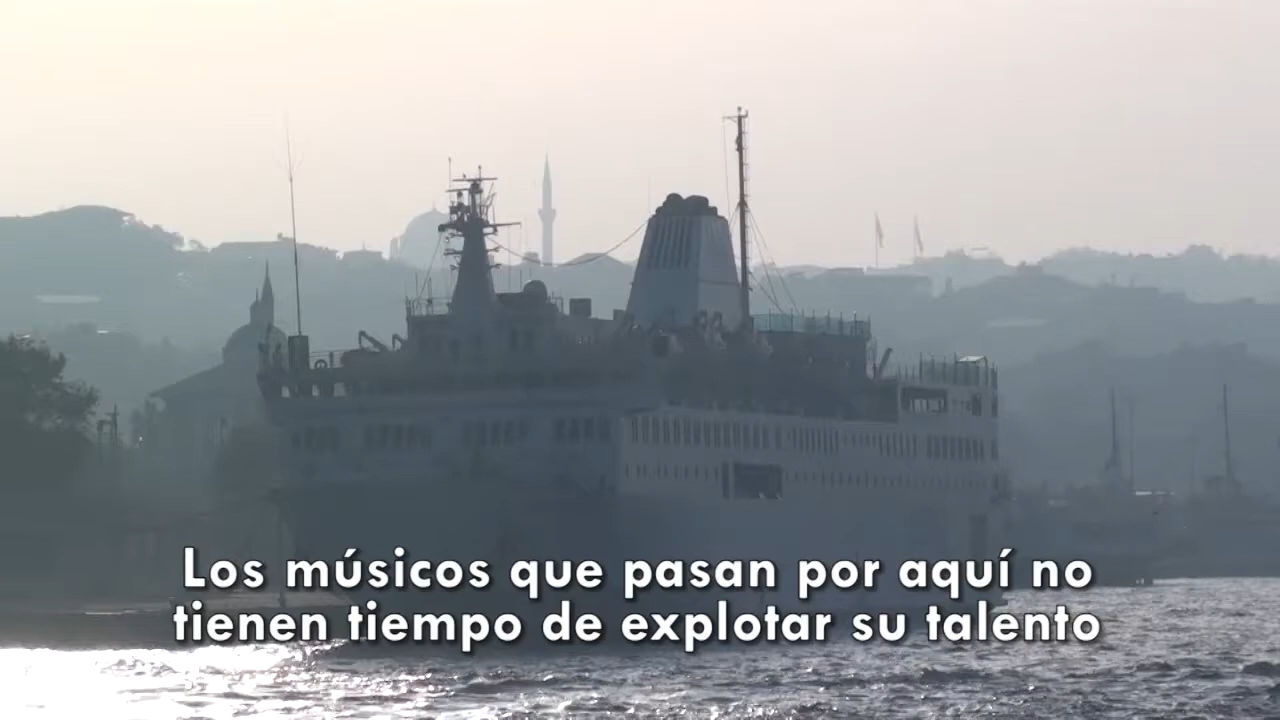 Los músicos que pasan por aquí no
tienen tiempo de explotar su talento